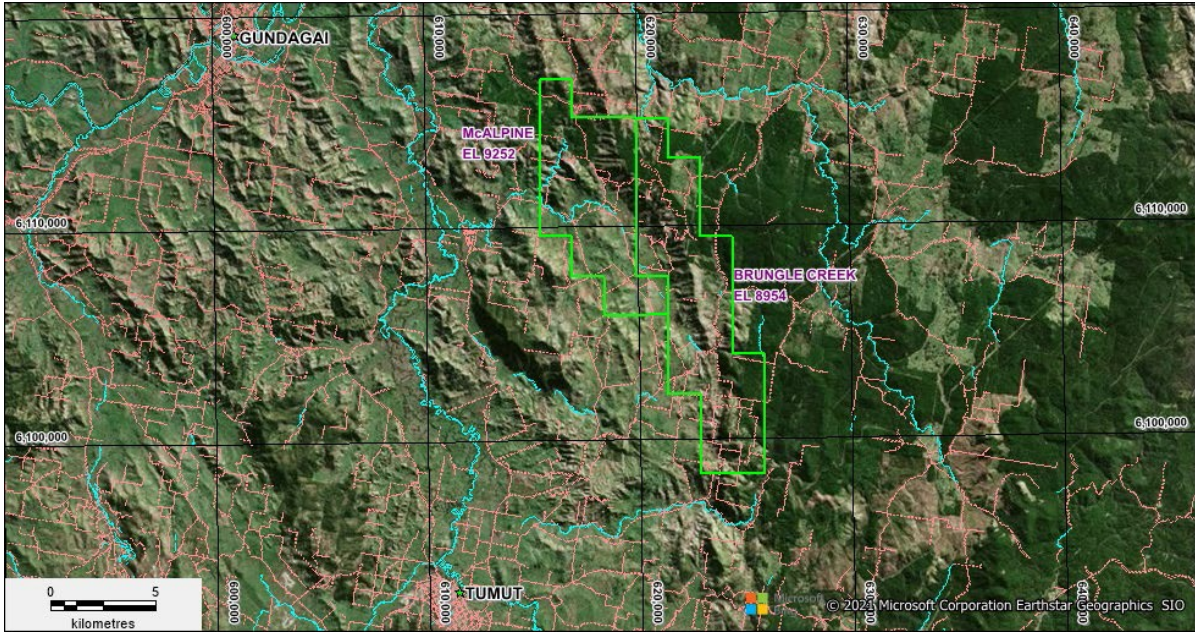 600,000
610,000
620,000
630,000
640,000
GUNDAGAI
McALPINE
EL 9252
6,110,000
6,110,000
BRUNGLE CREEK
EL 8954
6,100,000
6,100,000
0 5
kilometres
600,000
610,000
TUMUT
620,000
630,000
640,000
Microsoft
© 2021 Microsoft Corporation Earthstar Geographics SIO